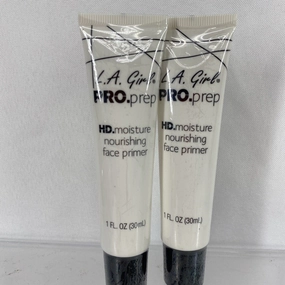 L.A. Girl
PRO.prep
HD.moisture
nourishing
face primer
1 FL. OZ (30mL)
L.A. Girl
PRO.prep
HD.moisture
nourishing
face primer
1 FL. OZ (30mL)